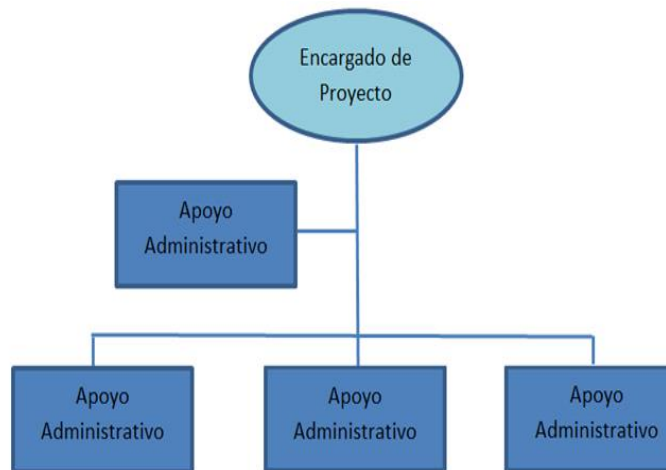 Encargado de
Proyecto
Apoyo
Administrativo
Apoyo
Administrativo
Apoyo
Administrativo
Apoyo
Administrativo